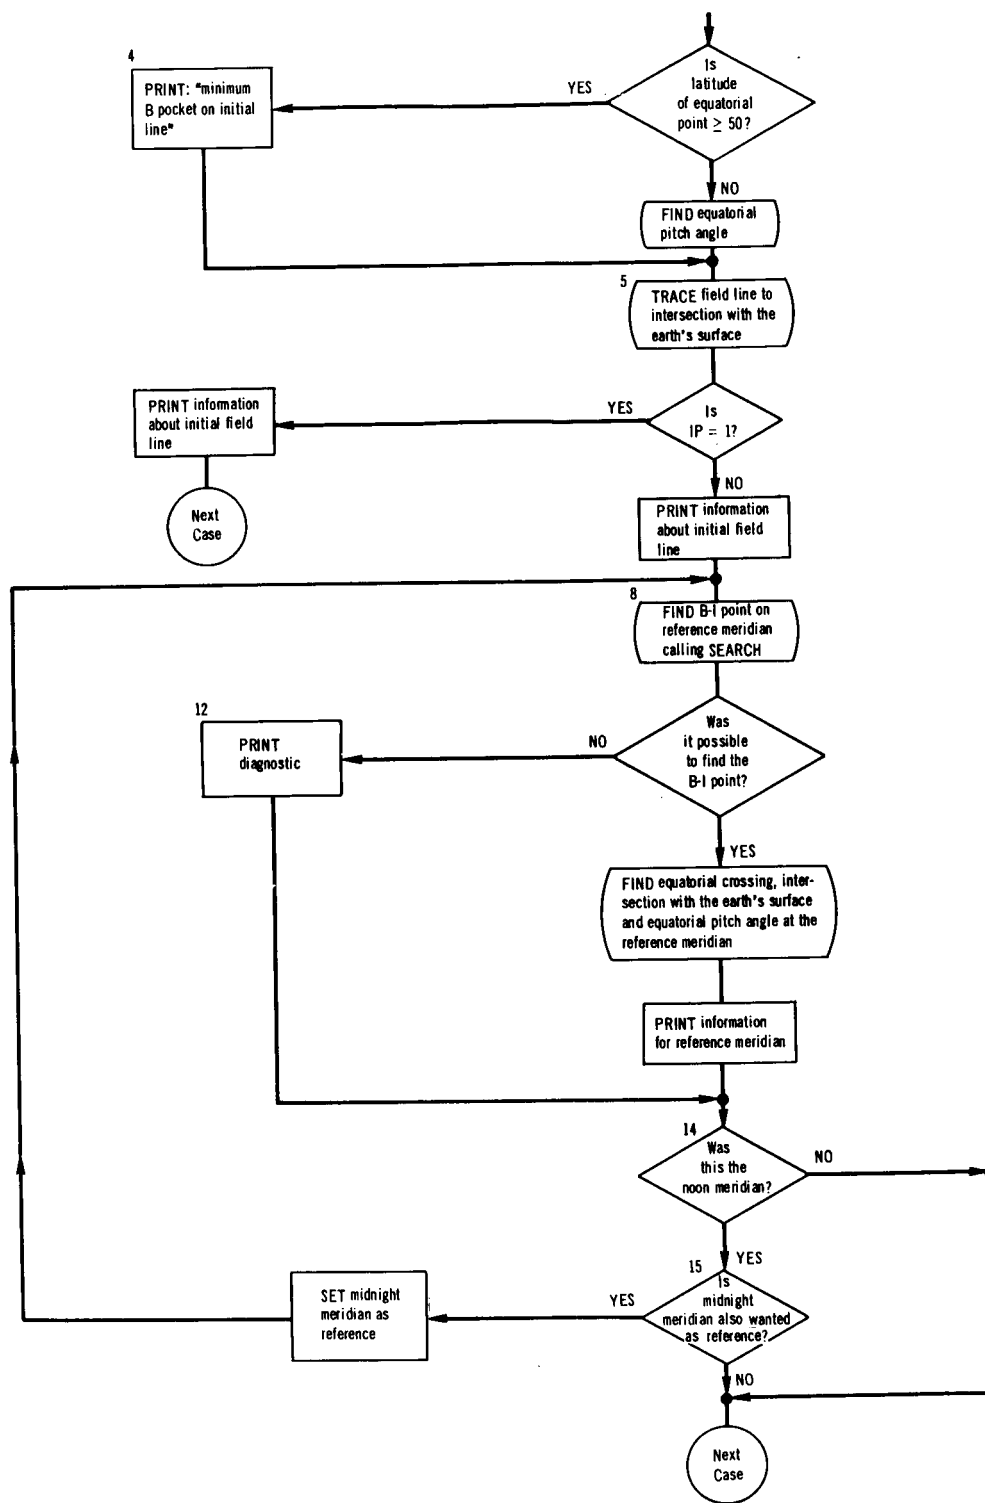 Is
latitude
of equatorial
point ≥ 50?
YES
4
PRINT: "minimum
B pocket on initial
line"
NO
FIND equatorial
pitch angle
5
TRACE field line to
intersection with the
earth's surface
Is
IP = 1?
YES
PRINT information
about initial field
line
Next
Case
NO
PRINT information
about initial field
line
8
FIND B-I point on
reference meridian
calling SEARCH
Was
it possible
to find the
B-I point?
NO
12
PRINT
diagnostic
YES
FIND equatorial crossing, inter-
section with the earth's surface
and equatorial pitch angle at the
reference meridian
PRINT information
for reference meridian
14
Was
this the
noon meridian?
NO
YES
15
Is
midnight
meridian also wanted
as reference?
YES
SET midnight
meridian as
reference
NO
Next
Case